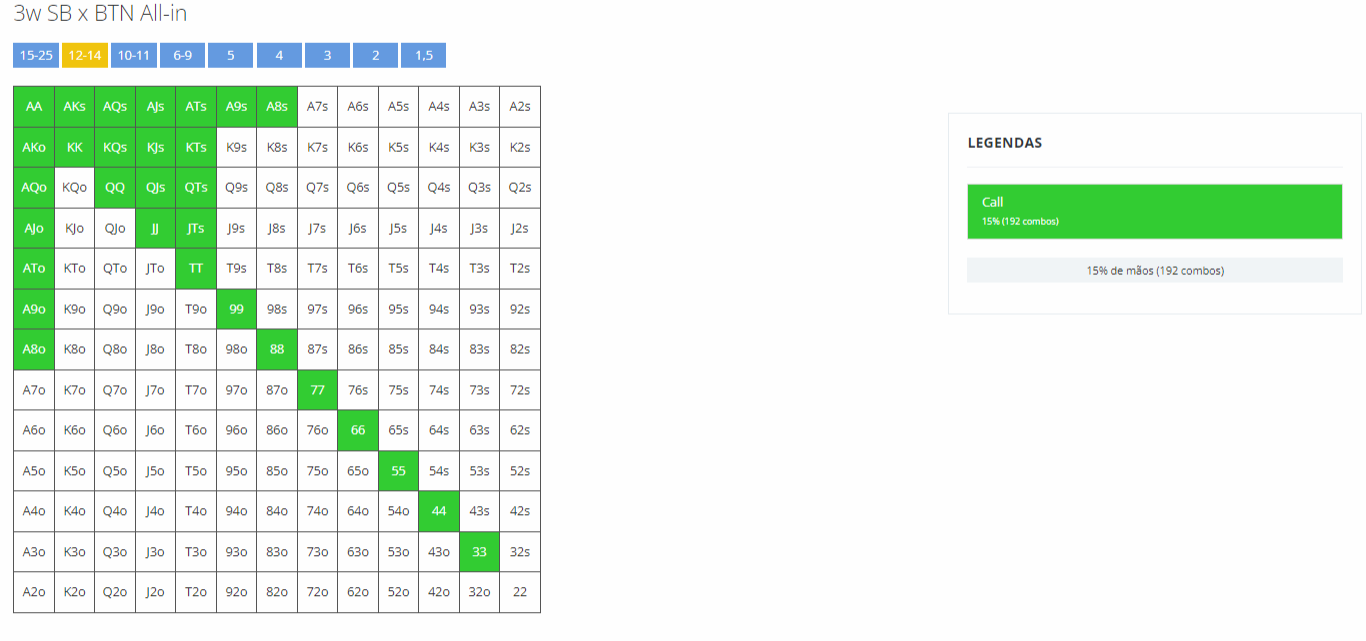 3w SB x BTN All-in
15-25 12-14 10-11 6-9 5 4 3 2 1,5
AA AKs AQs AJs ATs A9s A8s A7s A6s A5s A4s A3s A2s
AKo KK KQs KJs KTs K9s K8s K7s K6s K5s K4s K3s K2s
AQo KQo QQ QJs QTs Q9s Q8s Q7s Q6s Q5s Q4s Q3s Q2s
AJo KJo QJo JJ JTs J9s J8s J7s J6s J5s J4s J3s J2s
ATo KTo QTo JTo TT T9s T8s T7s T6s T5s T4s T3s T2s
A9o K9o Q9o J9o T9o 99 98s 97s 96s 95s 94s 93s 92s
A8o K8o Q8o J8o T8o 98o 88 87s 86s 85s 84s 83s 82s
A7o K7o Q7o J7o T7o 97o 87o 77 76s 75s 74s 73s 72s
A6o K6o Q6o J6o T6o 96o 86o 76o 66 65s 64s 63s 62s
A5o K5o Q5o J5o T5o 95o 85o 75o 65o 55 54s 53s 52s
A4o K4o Q4o J4o T4o 94o 84o 74o 64o 54o 44 43s 42s
A3o K3o Q3o J3o T3o 93o 83o 73o 63o 53o 43o 33 32s
A2o K2o Q2o J2o T2o 92o 82o 72o 62o 52o 42o 32o 22
LEGENDAS
Call
15% (192 combos)
15% de mãos (192 combos)